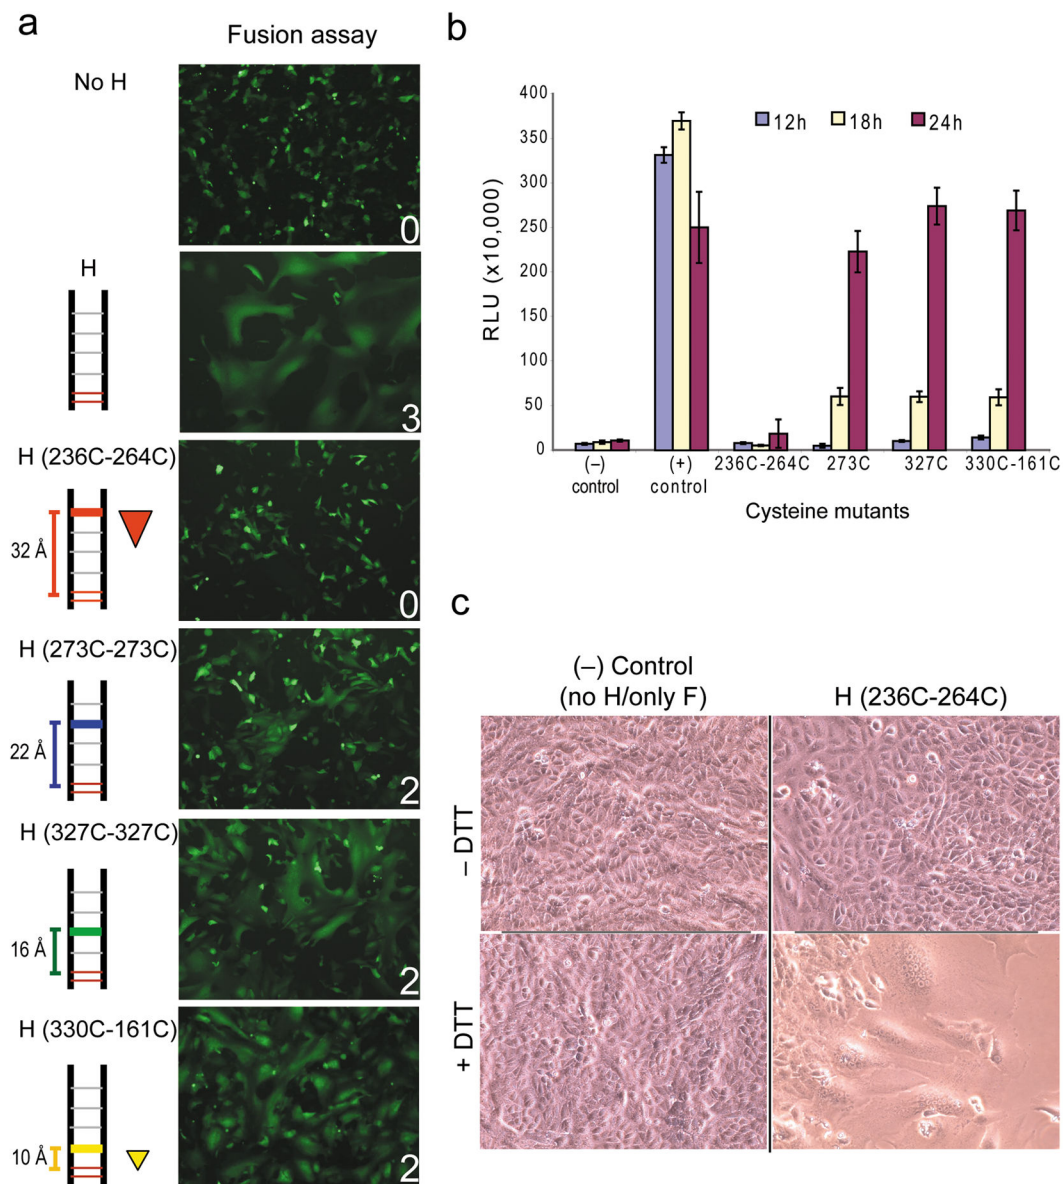 a
Fusion assay
No H
0
H
3
H (236C-264C)
32 Å
0
H (273C-273C)
22 Å
2
H (327C-327C)
16 Å
2
H (330C-161C)
10 Å
2
b
400
350
300
250
200
150
100
50
0
RLU (x10,000)
12h 18h 24h
(–) control
(+) control
236C-264C
273C
327C
330C-161C
Cysteine mutants
c
(–) Control
(no H/only F)
H (236C-264C)
– DTT
+ DTT